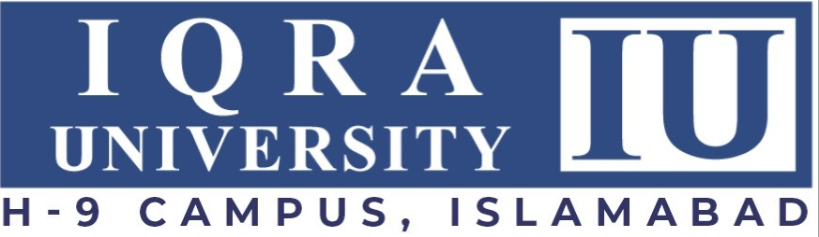 IQRA
UNIVERSITY
IU
H-9 CAMPUS, ISLAMABAD